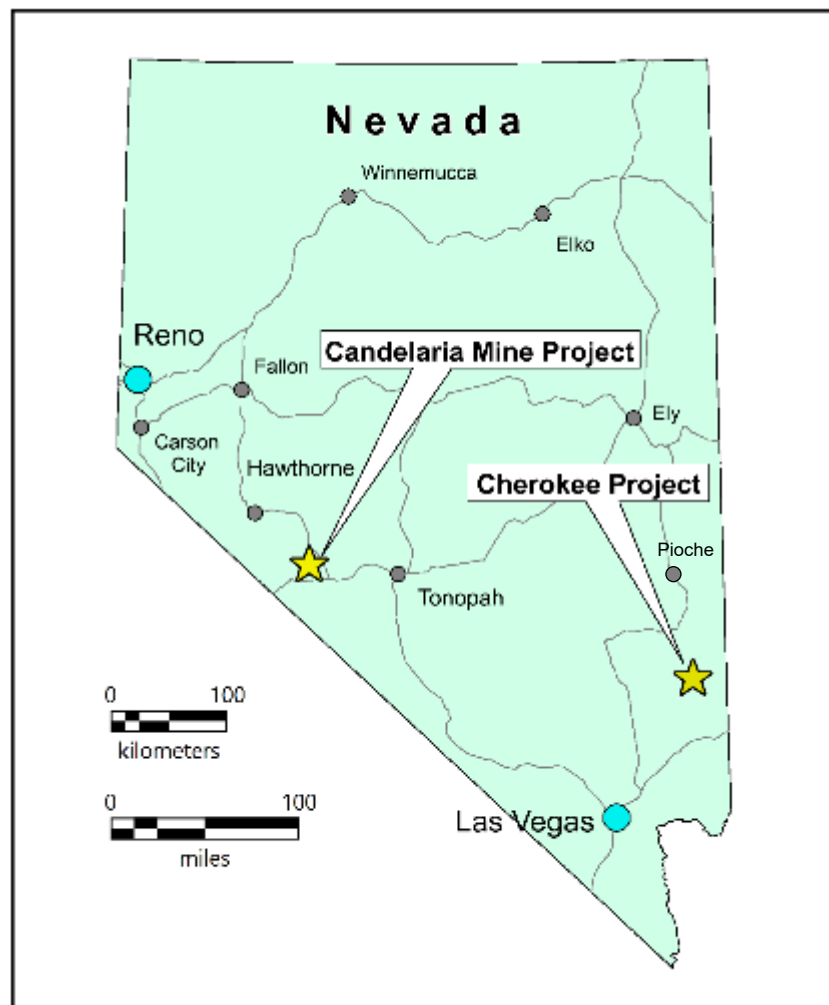 Nevada
Winnemucca
Elko
Reno
Candelaria Mine Project
Fallon
Ely
Carson
City
Hawthorne
Cherokee Project
Pioche
Tonopah
0 100
kilometers
0 100
miles
Las Vegas